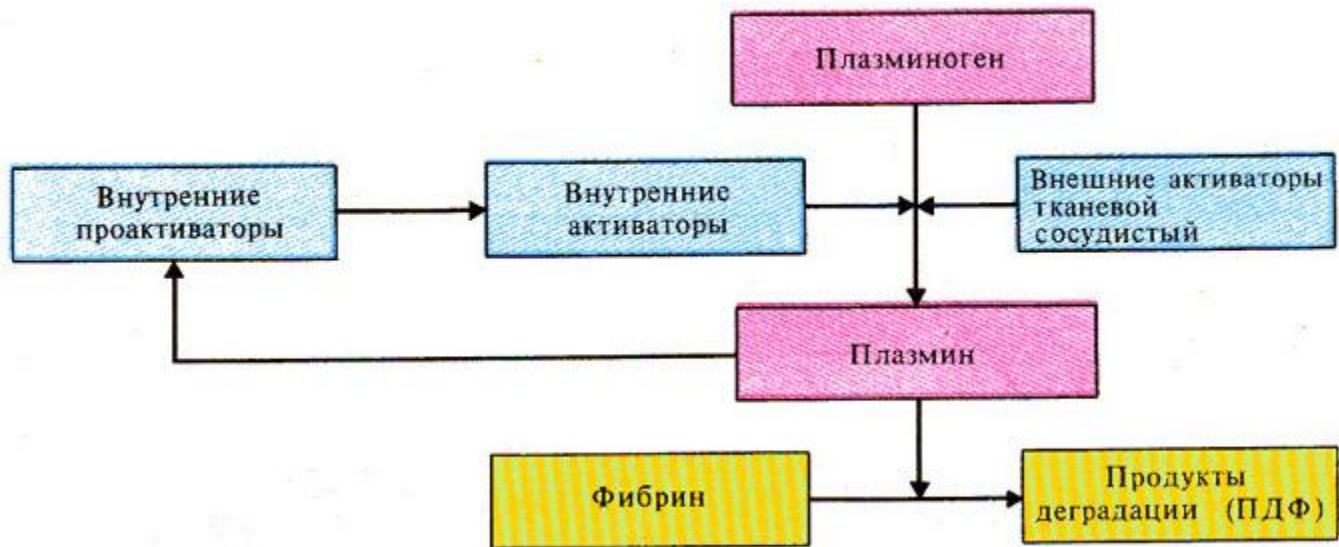 Плазминоген
Внутренние
проактиваторы
Внутренние
активаторы
Внешние активаторы
тканевой
сосудистый
Плазмин
Фибрин
Продукты
деградации (ПДФ)